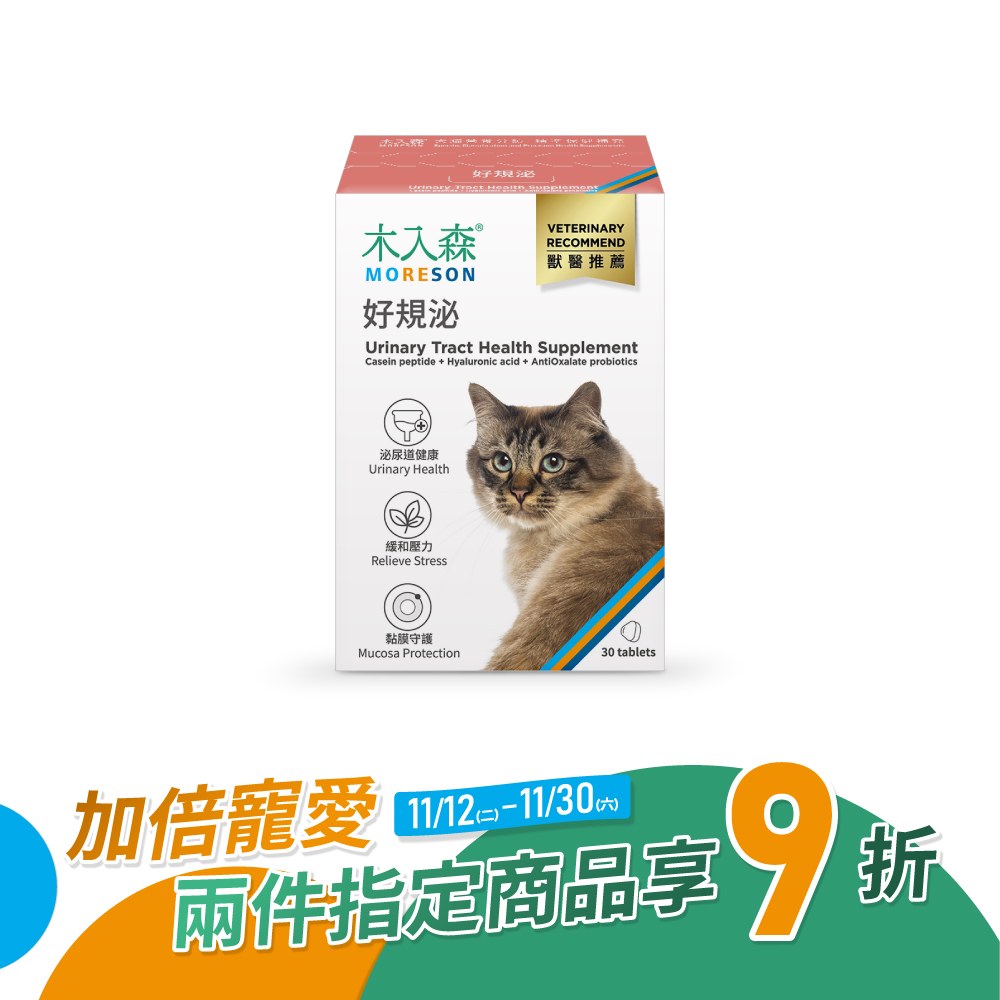 好規泌
Urinary Tract Health Supplement
木入森®
MORESON
VETERINARY
RECOMMEND
獸醫推薦
好規泌
Urinary Tract Health Supplement
Casein peptide + Hyaluronic acid + AntiOxalate probiotics
泌尿道健康
Urinary Health
緩和壓力
Relieve Stress
黏膜守護
Mucosa Protection
30 tablets
加倍寵愛
11/12(二)-11/30(六)
兩件指定商品享9折